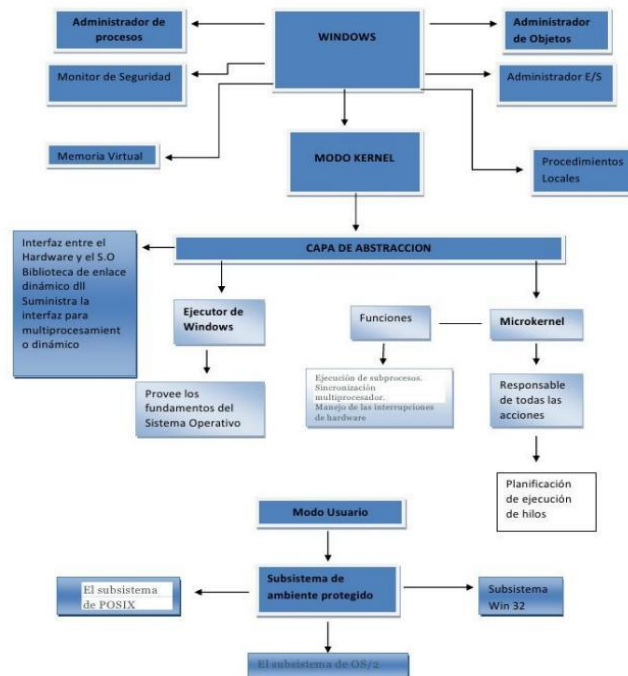 Administrador de
procesos
WINDOWS
Administrador
de Objetos
Monitor de Seguridad
Administrador E/S
Memoria Virtual
MODO KERNEL
Procedimientos
Locales
Interfaz entre el
Hardware y el S.O
Biblioteca de enlace
dinámico dll
Suministra la
interfaz para
multiprocesamient
o dinámico
CAPA DE ABSTRACCION
Ejecutor de
Windows
Funciones
Microkernel
Provee los
fundamentos del
Sistema Operativo
Ejecución de subprocesos.
Sincronización
multiprocesador.
Manejo de las interrupciones
de hardware
Responsable
de todas las
acciones
Planificación
de ejecución
de hilos
Modo Usuario
El subsistema
de POSIX
Subsistema de
ambiente protegido
Subsistema
Win 32
El subsistema de OS/2